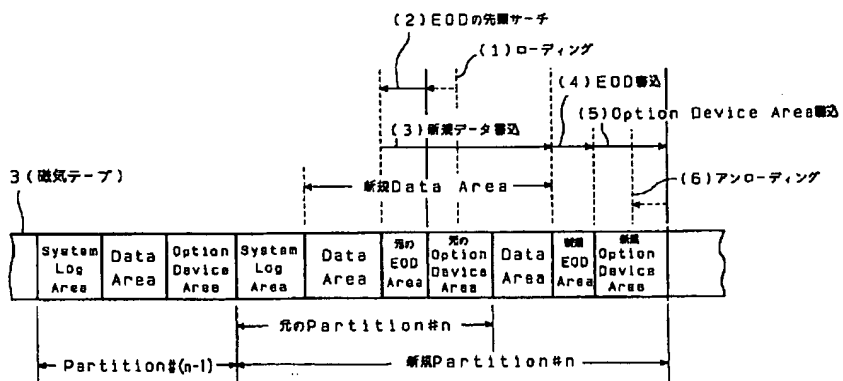 (2)EODの先頭サーチ
(1)ローディング
(4)EOD書込
(5)Option Device Area書込
(3)新規データ書込
3(磁気テープ)
新規Data Area
(6)アンローディング
System
Log
Area
Data
Area
Option
Device
Area
System
Log
Area
Data
Area
元の
EOD
Area
元の
Option
Device
Area
Data
Area
新規
EOD
Area
新規
Option
Device
Area
元のPartition#n
Partition#(n-1)
新規Partition#n